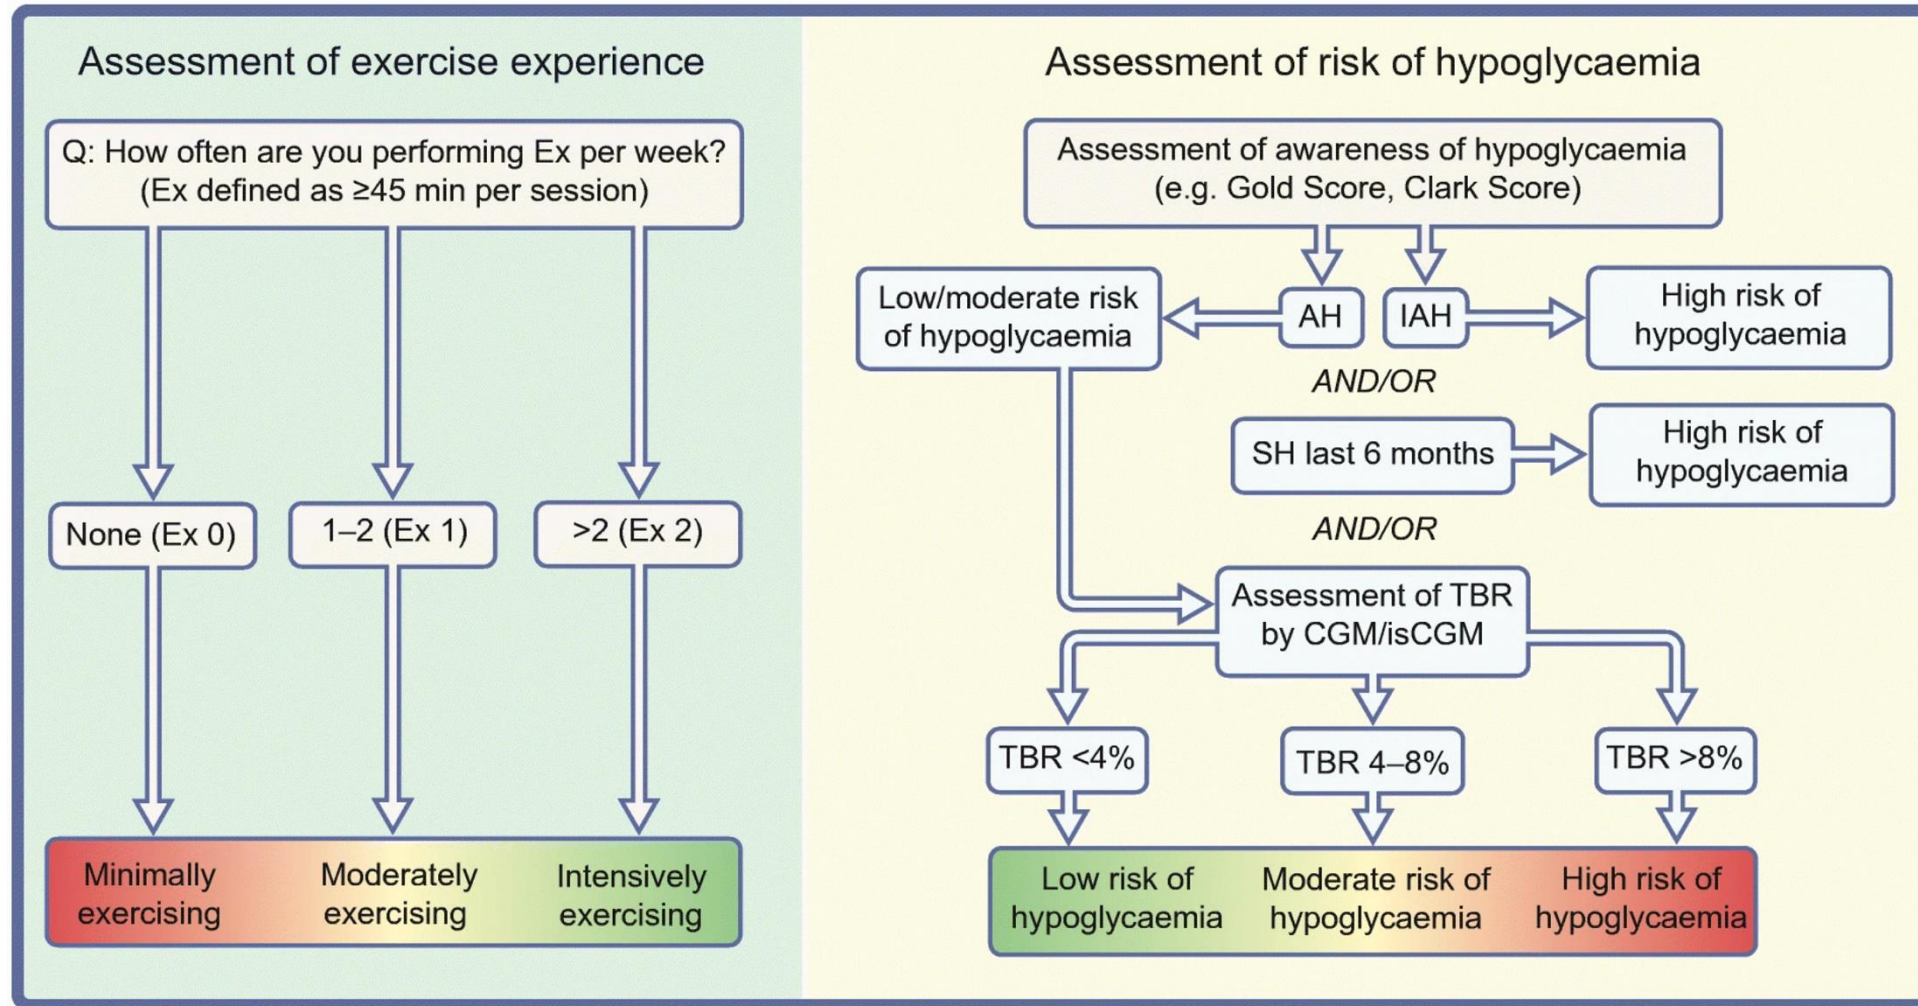 Assessment of exercise experience
Q: How often are you performing Ex per week?
(Ex defined as ≥45 min per session)
None (Ex 0)
1–2 (Ex 1)
>2 (Ex 2)
Minimally
exercising
Moderately
exercising
Intensively
exercising
Assessment of risk of hypoglycaemia
Assessment of awareness of hypoglycaemia
(e.g. Gold Score, Clark Score)
Low/moderate risk
of hypoglycaemia
AH
IAH
High risk of
hypoglycaemia
AND/OR
SH last 6 months
High risk of
hypoglycaemia
AND/OR
Assessment of TBR
by CGM/isCGM
TBR <4%
TBR 4–8%
TBR >8%
Low risk of
hypoglycaemia
Moderate risk of
hypoglycaemia
High risk of
hypoglycaemia